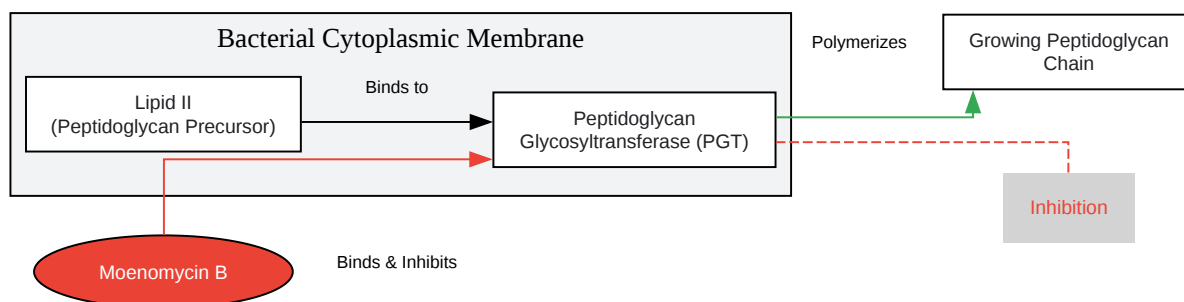 Bacterial Cytoplasmic Membrane
Polymerizes
Growing Peptidoglycan
Chain
Lipid II
(Peptidoglycan Precursor)
Binds to
Peptidoglycan
Glycosyltransferase (PGT)
Inhibition
Moenomycin B
Binds & Inhibits